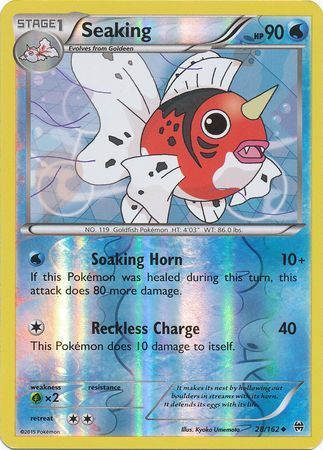 STAGE1
Seaking
HP 90
Evolves from Goldeen
NO. 119 Goldfish Pokémon HT: 4'03" WT: 86.0 lbs.
Soaking Horn 10+
If this Pokémon was healed during this turn, this
attack does 80 more damage.
Reckless Charge 40
This Pokémon does 10 damage to itself.
weakness resistance
×2
retreat
It makes its nest by hollowing out
boulders in streams with its horn.
It defends its eggs with its life.
©2015 Pokémon
Illus. Kyoko Umemoto
28/162